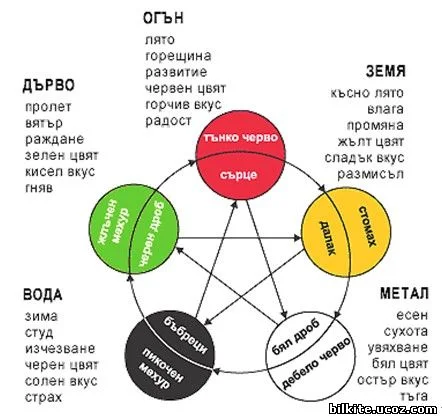 ОГЪН
лято
горещина
развитие
червен цвят
горчив вкус
радост
ЗЕМЯ
късно лято
влага
промяна
жълт цвят
сладък вкус
размисъл
ДЪРВО
пролет
вятър
раждане
зелен цвят
кисел вкус
гняв
тънко черво
сърце
жлъчен
мехур
черен дроб
стомах
далак
ВОДА
зима
студ
изчезване
черен цвят
солен вкус
страх
бъбреци
пикочен
мехур
бял дроб
дебело черво
МЕТАЛ
есен
сухота
увяхване
бял цвят
остър вкус
тъга
bilkite.ucoz.com